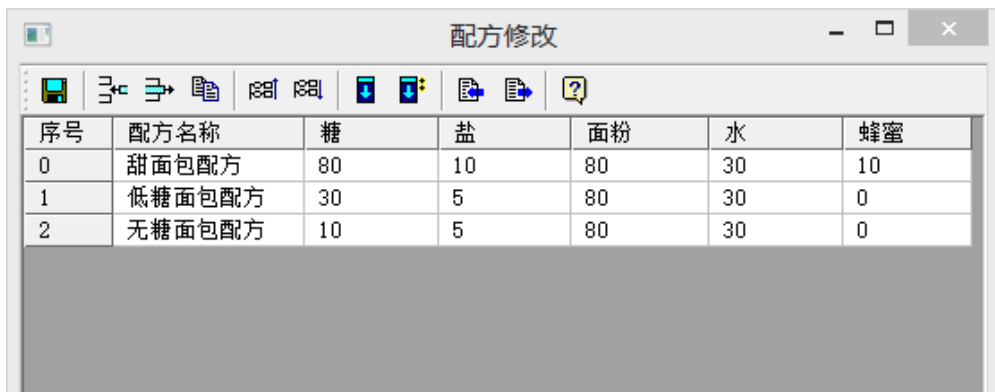 配方修改
序号 配方名称 糖 盐 面粉 水 蜂蜜
0 甜面包配方 80 10 80 30 10
1 低糖面包配方 30 5 80 30 0
2 无糖面包配方 10 5 80 30 0